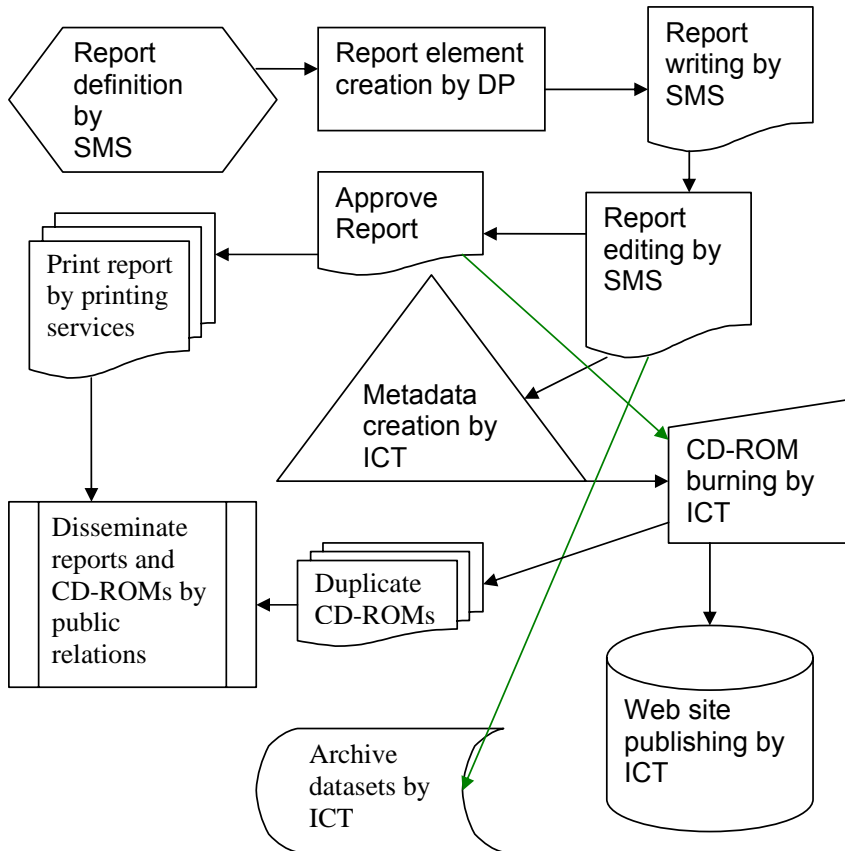 Report
definition
by
SMS
Report element
creation by DP
Report
writing by
SMS
Approve
Report
Report
editing by
SMS
Print report
by printing
services
Metadata
creation by
ICT
CD-ROM
burning by
ICT
Disseminate
reports and
CD-ROMs by
public
relations
Duplicate
CD-ROMs
Web site
publishing by
ICT
Archive
datasets by
ICT